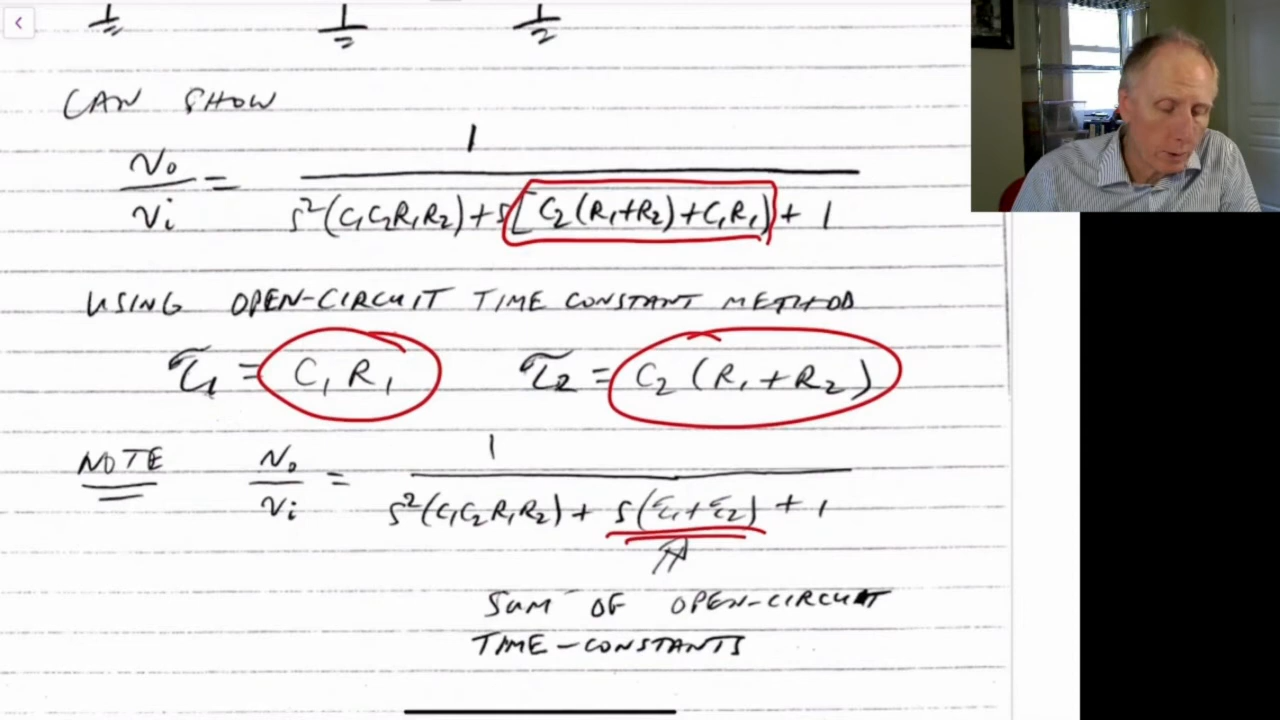 CAN SHOW
Vo/Vi = 1/(S²(C₁C₂R₁R₂)+S[C₂(R₁+R₂)+C₁R₁)+1
USING OPEN-CIRCUIT TIME CONSTANT METHOD
τ₁ = C₁R₁ τ₂ = C₂(R₁+R₂)
NOTE Vo/Vi = 1/(S²(C₁C₂R₁R₂)+S(τ₁+τ₂)+1
SUM OF OPEN-CIRCUIT
TIME-CONSTANTS